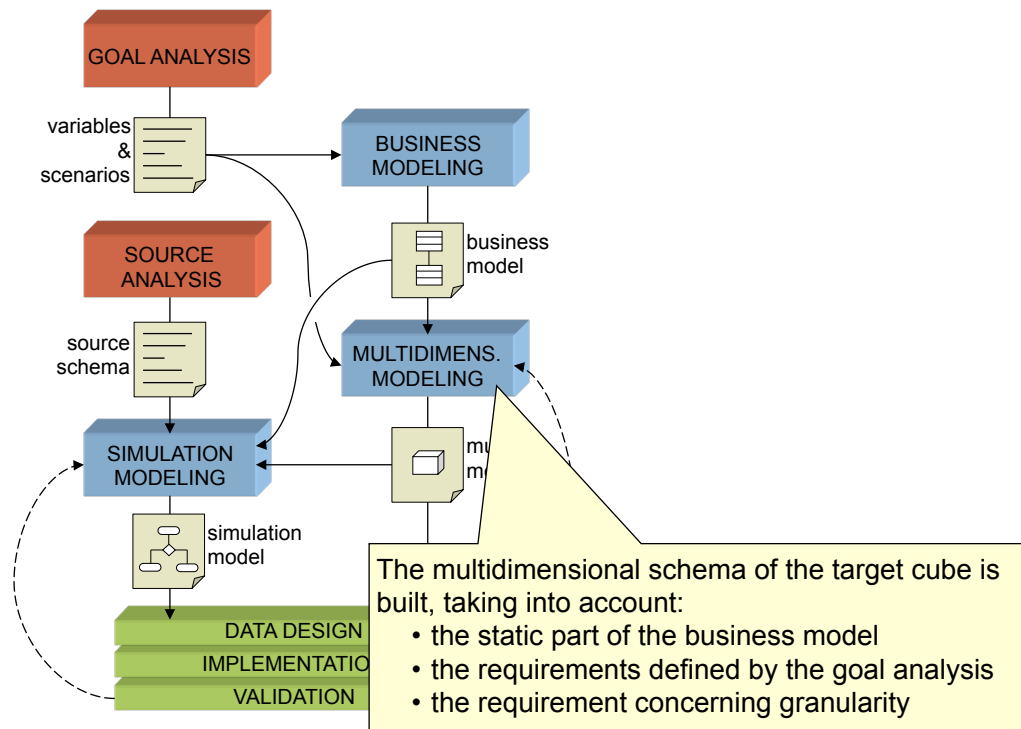 GOAL ANALYSIS
variables
&
scenarios
BUSINESS
MODELING
SOURCE
ANALYSIS
business
model
source
schema
MULTIDIMENS.
MODELING
SIMULATION
MODELING
simulation
model
The multidimensional schema of the target cube is
built, taking into account:
• the static part of the business model
• the requirements defined by the goal analysis
• the requirement concerning granularity
DATA DESIGN
IMPLEMENTATIO
VALIDATION